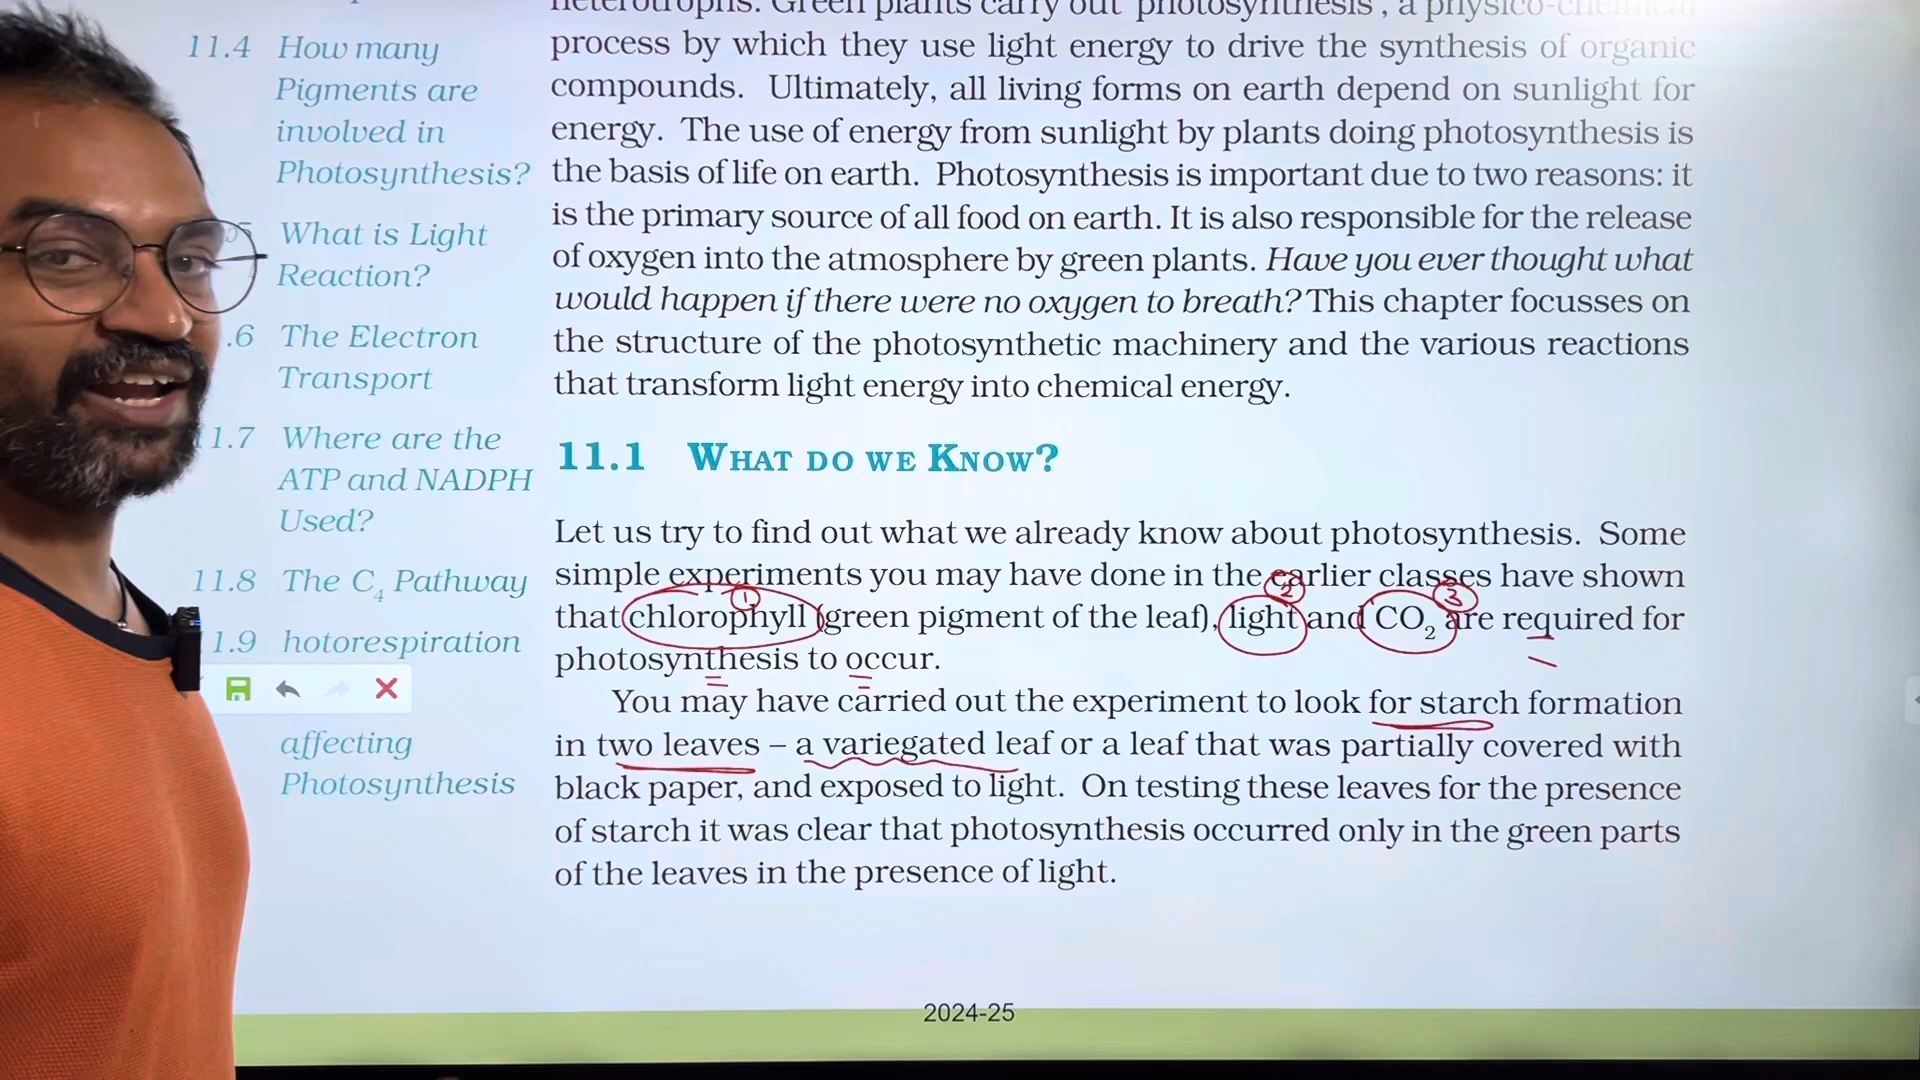 11.4 How many
Pigments are
involved in
Photosynthesis?
What is Light
Reaction?
.6 The Electron
Transport
1.7 Where are the
ATP and NADPH
Used?
11.8 The C4 Pathway
1.9 hotorespiration
affecting
Photosynthesis
heterotrophs. Green plants carry out 'photosynthesis', a physico-chemical
process by which they use light energy to drive the synthesis of organic
compounds. Ultimately, all living forms on earth depend on sunlight for
energy. The use of energy from sunlight by plants doing photosynthesis is
the basis of life on earth. Photosynthesis is important due to two reasons: it
is the primary source of all food on earth. It is also responsible for the release
of oxygen into the atmosphere by green plants. Have you ever thought what
would happen if there were no oxygen to breath? This chapter focusses on
the structure of the photosynthetic machinery and the various reactions
that transform light energy into chemical energy.
11.1 WHAT DO WE KNOW?
Let us try to find out what we already know about photosynthesis. Some
simple experiments you may have done in the earlier classes have shown
1 2 3
that chlorophyll (green pigment of the leaf), light and CO2 are required for
photosynthesis to occur.
You may have carried out the experiment to look for starch formation
in two leaves – a variegated leaf or a leaf that was partially covered with
black paper, and exposed to light. On testing these leaves for the presence
of starch it was clear that photosynthesis occurred only in the green parts
of the leaves in the presence of light.
2024-25